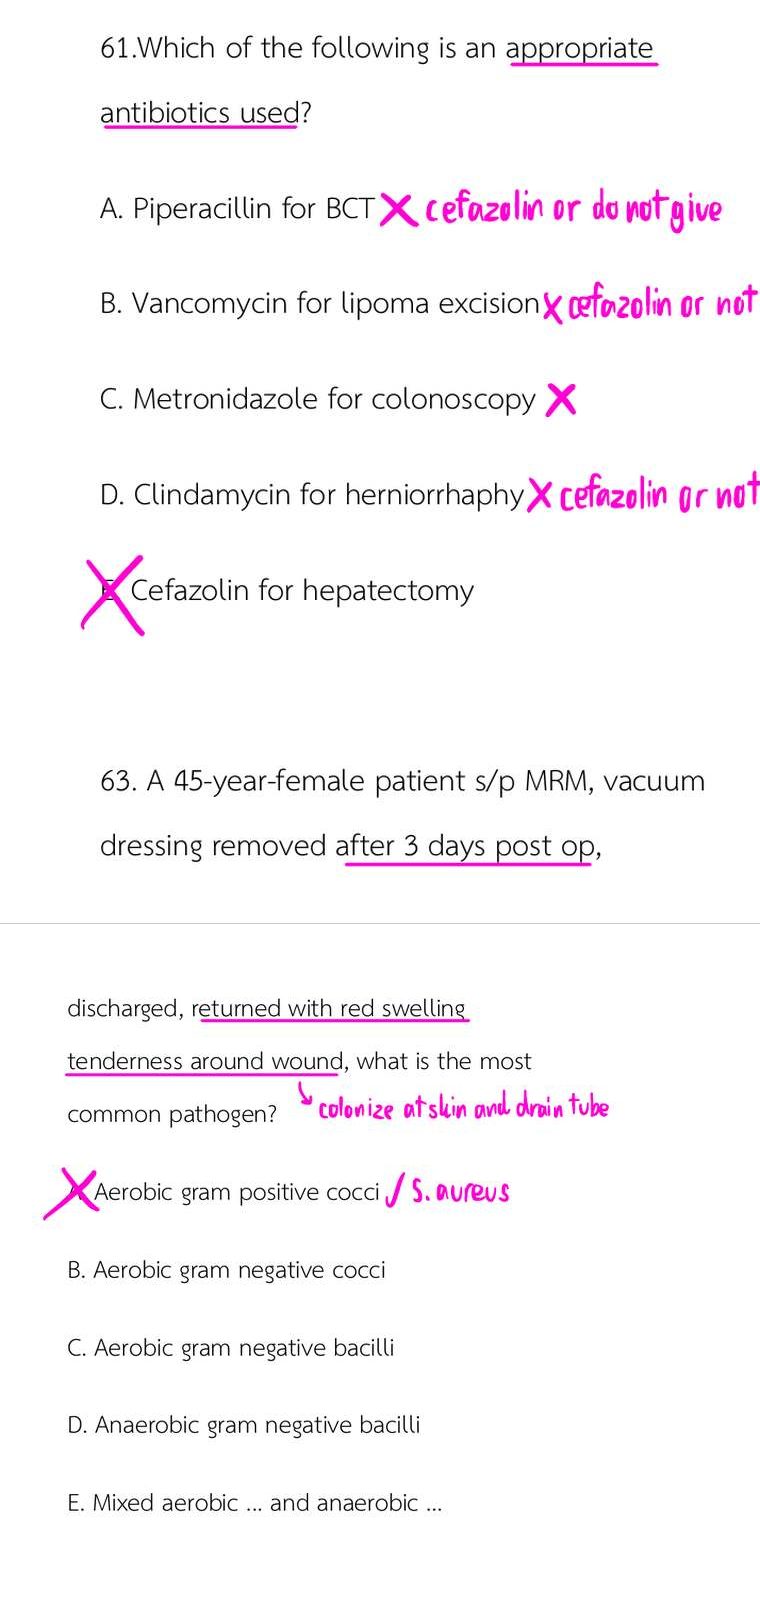 61.Which of the following is an appropriate
antibiotics used?
A. Piperacillin for BCT X cefazolin or do not give
B. Vancomycin for lipoma excision X cefazolin or not
C. Metronidazole for colonoscopy X
D. Clindamycin for herniorrhaphy X cefazolin or not
Cefazolin for hepatectomy
63. A 45-year-female patient s/p MRM, vacuum
dressing removed after 3 days post op,
discharged, returned with red swelling
tenderness around wound, what is the most
common pathogen? colonize at skin and drain tube
Aerobic gram positive cocci / S. aureus
B. Aerobic gram negative cocci
C. Aerobic gram negative bacilli
D. Anaerobic gram negative bacilli
E. Mixed aerobic ... and anaerobic ...